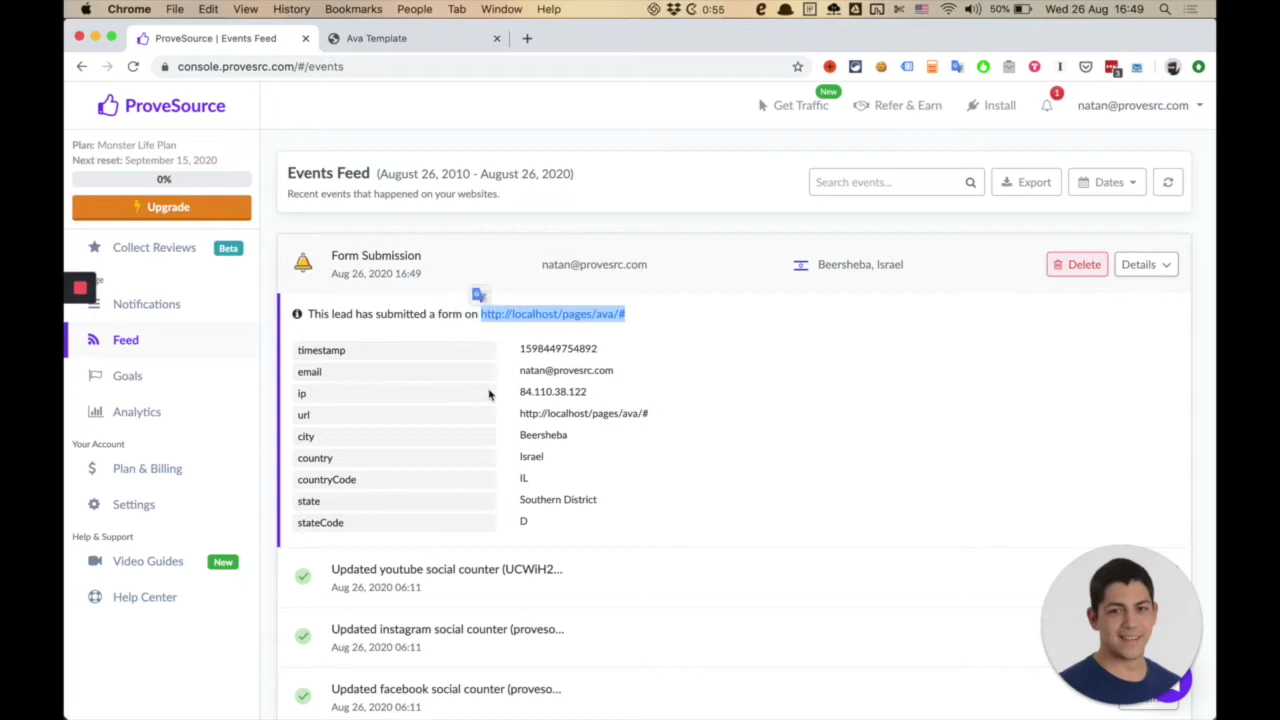 Chrome File Edit View History Bookmarks People Tab Window Help 0:55 50% Wed 26 Aug 16:49
ProveSource | Events Feed Ava Template
console.provesrc.com/#/events
3
ProveSource
New
Get Traffic Refer & Earn Install 1 natan@provesrc.com
Plan: Monster Life Plan
Next reset: September 15, 2020
0%
Upgrade
Collect Reviews Beta
Notifications
Feed
Goals
Analytics
Your Account
Plan & Billing
Settings
Help & Support
Video Guides New
Help Center
Events Feed (August 26, 2010 - August 26, 2020)
Recent events that happened on your websites.
Search events... Export Dates
Form Submission
Aug 26, 2020 16:49
natan@provesrc.com Beersheba, Israel Delete Details
This lead has submitted a form on http://localhost/pages/ava/#
timestamp 1598449754892
email natan@provesrc.com
ip 84.110.38.122
url http://localhost/pages/ava/#
city Beersheba
country Israel
countryCode IL
state Southern District
stateCode D
Updated youtube social counter (UCWiH2...
Aug 26, 2020 06:11
Updated instagram social counter (proveso...
Aug 26, 2020 06:11
Updated facebook social counter (proveso...
Aug 26, 2020 06:11